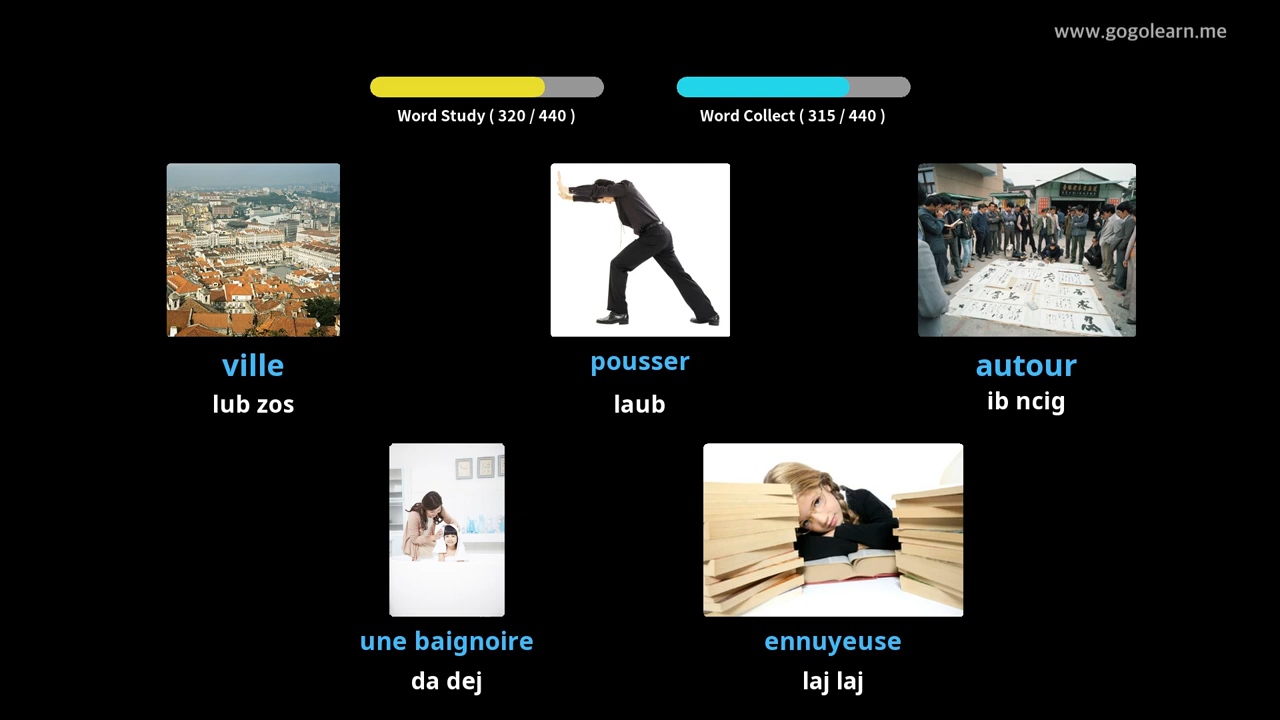 www.gogolearn.me
Word Study ( 320 / 440 )
Word Collect ( 315 / 440 )
ville
pousser
autour
lub zos
laub
ib ncig
une baignoire
ennuyeuse
da dej
laj laj